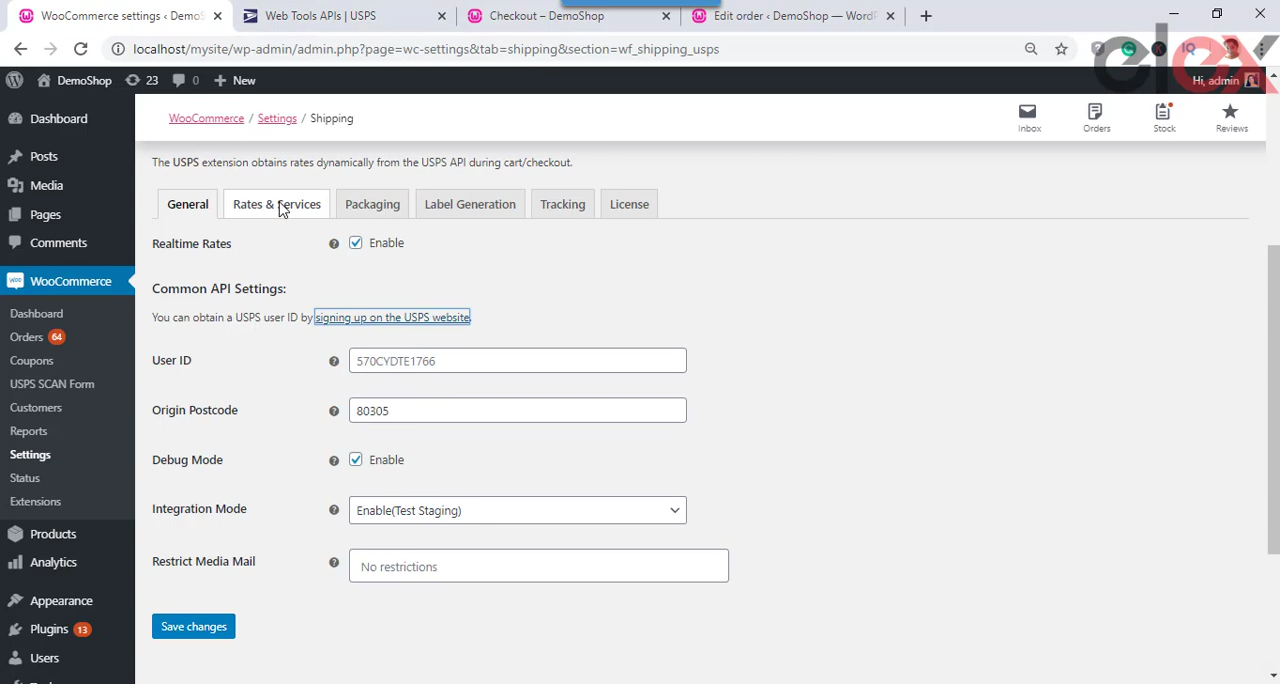 WooCommerce settings ‹ DemoS
Web Tools APIs | USPS
Checkout – DemoShop
Edit order ‹ DemoShop — WordP
localhost/mysite/wp-admin/admin.php?page=wc-settings&tab=shipping&section=wf_shipping_usps
elex
DemoShop
23
0
New
Hi, admin
Dashboard
Posts
Media
Pages
Comments
WooCommerce
Dashboard
Orders 64
Coupons
USPS SCAN Form
Customers
Reports
Settings
Status
Extensions
Products
Analytics
Appearance
Plugins 13
Users
WooCommerce / Settings / Shipping
Inbox
Orders
Stock
Reviews
The USPS extension obtains rates dynamically from the USPS API during cart/checkout.
General
Rates & Services
Packaging
Label Generation
Tracking
License
Realtime Rates
Enable
Common API Settings:
You can obtain a USPS user ID by signing up on the USPS website.
User ID
570CYDTE1766
Origin Postcode
80305
Debug Mode
Enable
Integration Mode
Enable(Test Staging)
Restrict Media Mail
No restrictions
Save changes